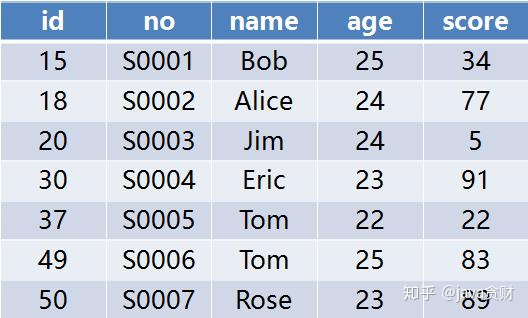 id no name age score
15 S0001 Bob 25 34
18 S0002 Alice 24 77
20 S0003 Jim 24 5
30 S0004 Eric 23 91
37 S0005 Tom 22 22
49 S0006 Tom 25 83
50 S0007 Rose 23 89
知乎 @java贪财